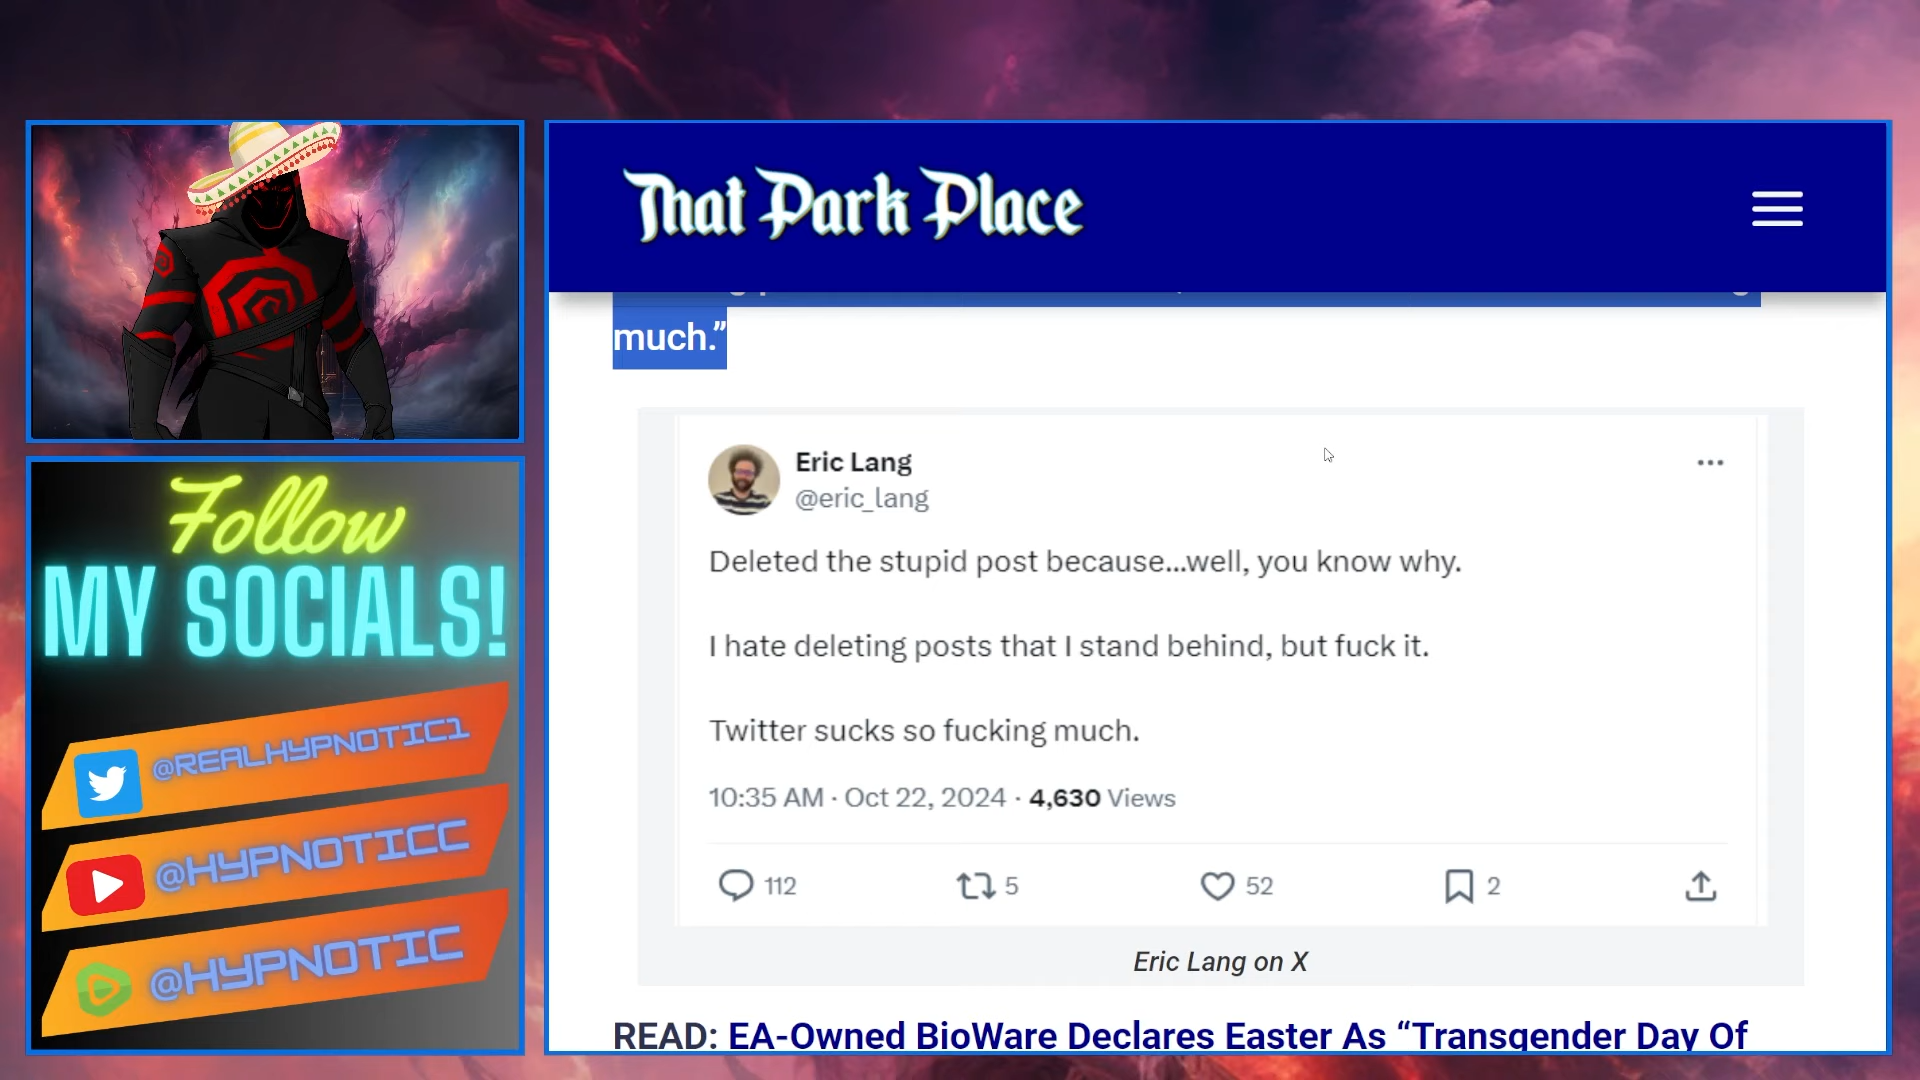 That Park Place
much.”
Eric Lang
@eric_lang
Deleted the stupid post because...well, you know why.
I hate deleting posts that I stand behind, but fuck it.
Twitter sucks so fucking much.
10:35 AM · Oct 22, 2024 · 4,630 Views
112 5 52 2
Eric Lang on X
READ: EA-Owned BioWare Declares Easter As “Transgender Day Of
Follow
MY SOCIALS!
@REALHYPNOTIC1
@HYPNOTICC
@HYPNOTIC